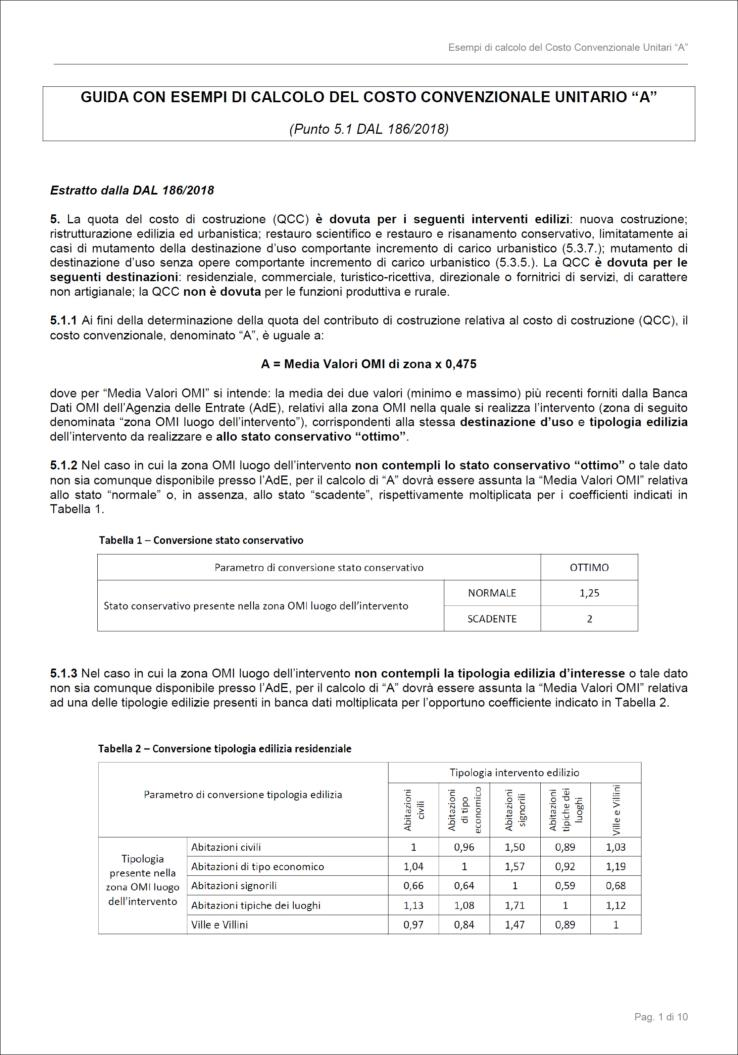 Esempi di calcolo del Costo Convenzionale Unitari “A”
GUIDA CON ESEMPI DI CALCOLO DEL COSTO CONVENZIONALE UNITARIO “A”
(Punto 5.1 DAL 186/2018)
Estratto dalla DAL 186/2018
5. La quota del costo di costruzione (QCC) è dovuta per i seguenti interventi edilizi: nuova costruzione;
ristrutturazione edilizia ed urbanistica; restauro scientifico e restauro e risanamento conservativo, limitatamente ai
casi di mutamento della destinazione d’uso comportante incremento di carico urbanistico (5.3.7.); mutamento di
destinazione d’uso senza opere comportante incremento di carico urbanistico (5.3.5.). La QCC è dovuta per le
seguenti destinazioni: residenziale, commerciale, turistico-ricettiva, direzionale o fornitrici di servizi, di carattere
non artigianale; la QCC non è dovuta per le funzioni produttiva e rurale.
5.1.1 Ai fini della determinazione della quota del contributo di costruzione relativa al costo di costruzione (QCC), il
costo convenzionale, denominato “A”, è uguale a:
A = Media Valori OMI di zona x 0,475
dove per “Media Valori OMI” si intende: la media dei due valori (minimo e massimo) più recenti forniti dalla Banca
Dati OMI dell’Agenzia delle Entrate (AdE), relativi alla zona OMI nella quale si realizza l’intervento (zona di seguito
denominata “zona OMI luogo dell’intervento”), corrispondenti alla stessa destinazione d’uso e tipologia edilizia
dell’intervento da realizzare e allo stato conservativo “ottimo”.
5.1.2 Nel caso in cui la zona OMI luogo dell’intervento non contempli lo stato conservativo “ottimo” o tale dato
non sia comunque disponibile presso l’AdE, per il calcolo di “A” dovrà essere assunta la “Media Valori OMI” relativa
allo stato “normale” o, in assenza, allo stato “scadente”, rispettivamente moltiplicata per i coefficienti indicati in
Tabella 1.
Tabella 1 – Conversione stato conservativo
Parametro di conversione stato conservativo OTTIMO
Stato conservativo presente nella zona OMI luogo dell’intervento
NORMALE 1,25
SCADENTE 2
5.1.3 Nel caso in cui la zona OMI luogo dell’intervento non contempli la tipologia edilizia d’interesse o tale dato
non sia comunque disponibile presso l’AdE, per il calcolo di “A” dovrà essere assunta la “Media Valori OMI” relativa
ad una delle tipologie edilizie presenti in banca dati moltiplicata per l’opportuno coefficiente indicato in Tabella 2.
Tabella 2 – Conversione tipologia edilizia residenziale
Parametro di conversione tipologia edilizia
Tipologia intervento edilizio
Abitazioni
civili
Abitazioni
di tipo
economico
Abitazioni
signorili
Abitazioni
tipiche dei
luoghi
Ville e Villini
Tipologia
presente nella
zona OMI luogo
dell’intervento
Abitazioni civili 1 0,96 1,50 0,89 1,03
Abitazioni di tipo economico 1,04 1 1,57 0,92 1,19
Abitazioni signorili 0,66 0,64 1 0,59 0,68
Abitazioni tipiche dei luoghi 1,13 1,08 1,71 1 1,12
Ville e Villini 0,97 0,84 1,47 0,89 1
Pag. 1 di 10